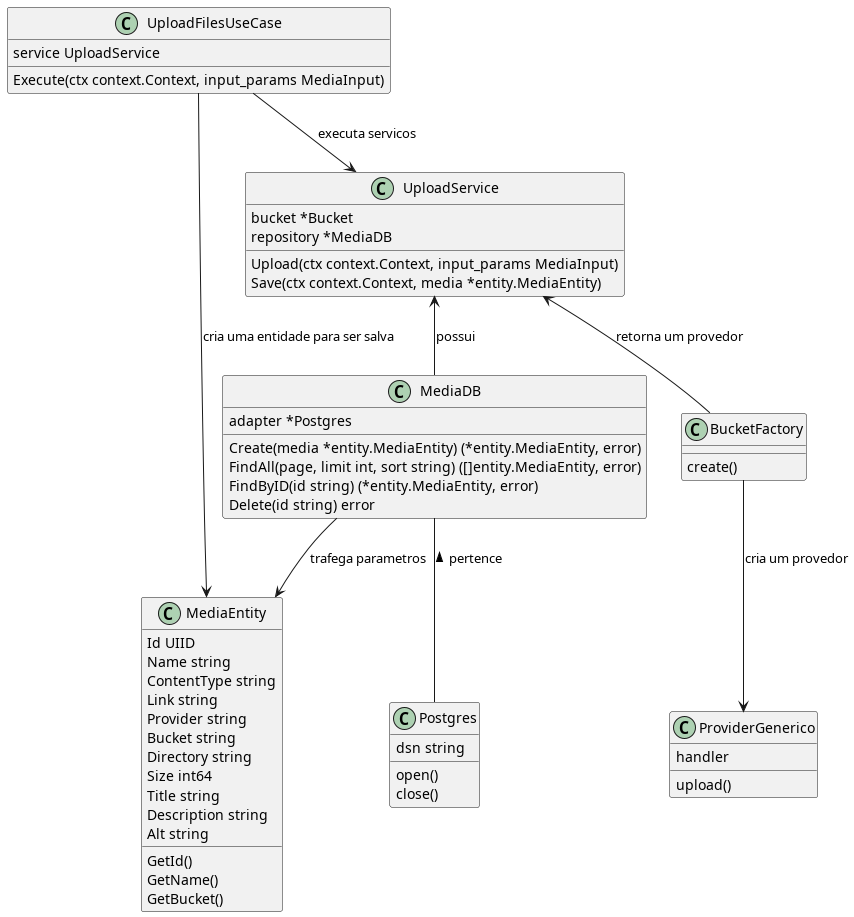 UploadFilesUseCase
service UploadService
Execute(ctx context.Context, input_params MediaInput)
executa servicos
UploadService
bucket *Bucket
repository *MediaDB
Upload(ctx context.Context, input_params MediaInput)
Save(ctx context.Context, media *entity.MediaEntity)
cria uma entidade para ser salva
possui
retorna um provedor
MediaDB
adapter *Postgres
Create(media *entity.MediaEntity) (*entity.MediaEntity, error)
FindAll(page, limit int, sort string) ([]entity.MediaEntity, error)
FindByID(id string) (*entity.MediaEntity, error)
Delete(id string) error
BucketFactory
create()
trafega parametros
pertence
cria um provedor
MediaEntity
Id UIID
Name string
ContentType string
Link string
Provider string
Bucket string
Directory string
Size int64
Title string
Description string
Alt string
GetId()
GetName()
GetBucket()
Postgres
dsn string
open()
close()
ProviderGenerico
handler
upload()